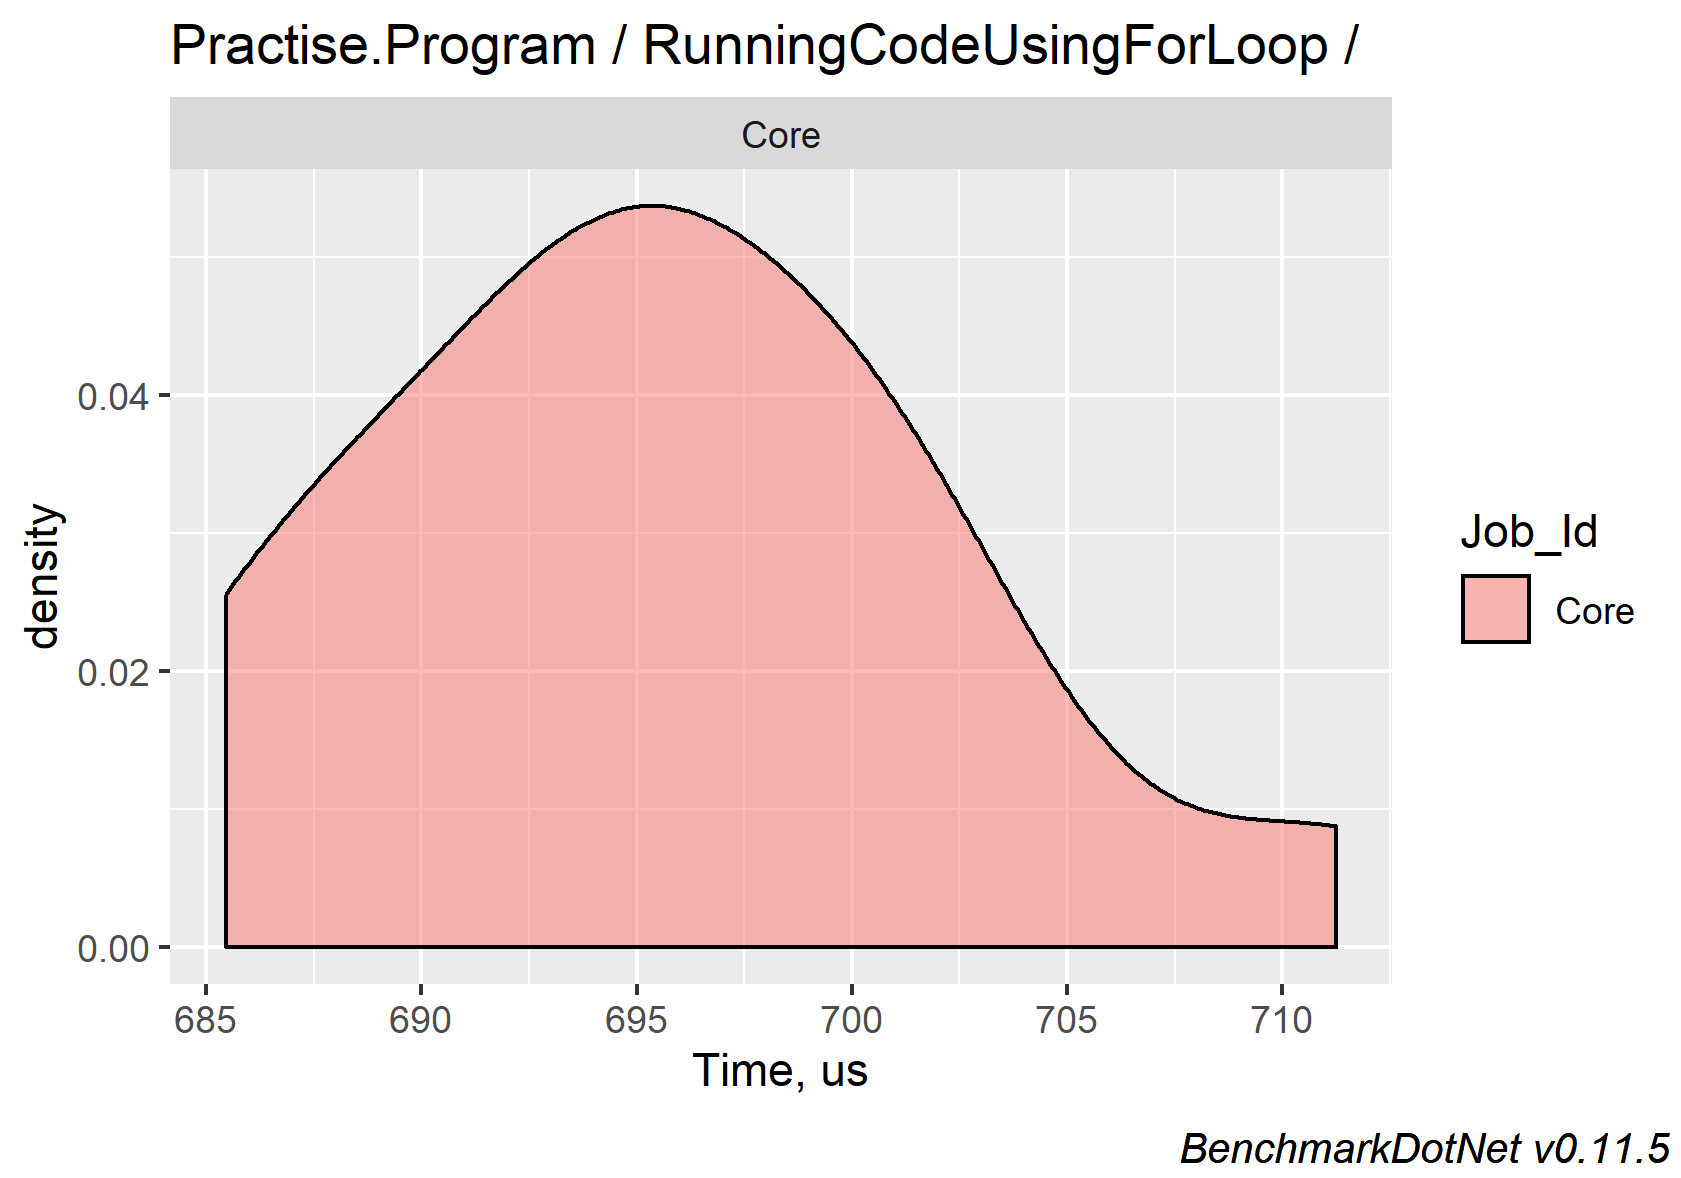 Practise.Program / RunningCodeUsingForLoop /
Core
density
0.04
0.02
0.00
685 690 695 700 705 710
Time, us
Job_Id
Core
BenchmarkDotNet v0.11.5